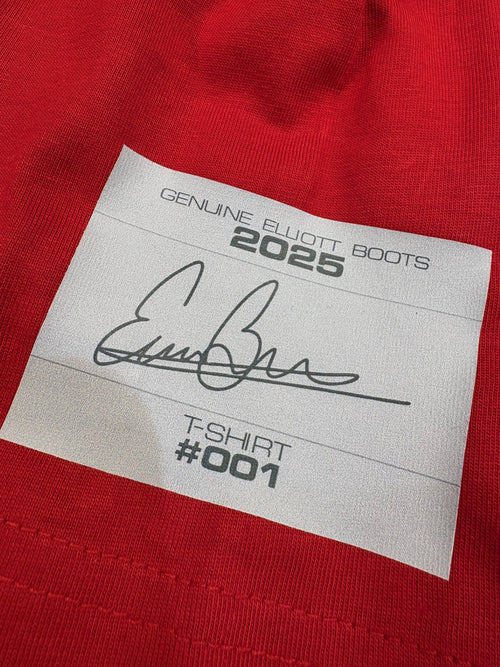 GENUINE ELLIOTT BOOTS
2025
T-SHIRT
#001